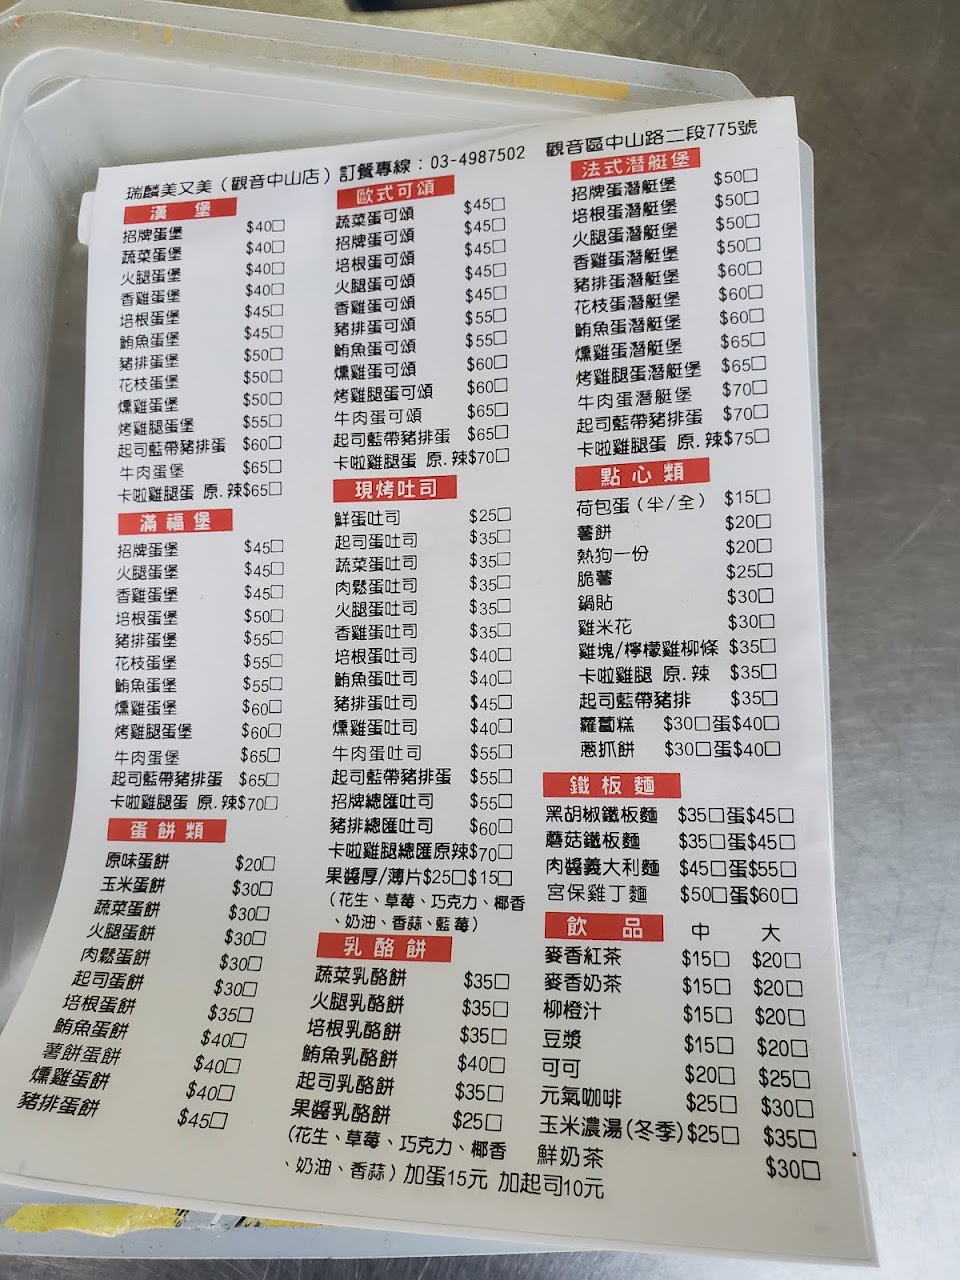 瑞麟美又美（觀音中山店）訂餐專線：03-4987502 觀音區中山路二段775號
漢堡
招牌蛋堡 $40□
蔬菜蛋堡 $40□
火腿蛋堡 $40□
香雞蛋堡 $40□
培根蛋堡 $45□
鮪魚蛋堡 $45□
豬排蛋堡 $50□
花枝蛋堡 $50□
燻雞蛋堡 $50□
烤雞腿蛋堡 $55□
起司藍帶豬排蛋 $60□
牛肉蛋堡 $65□
卡啦雞腿蛋 原.辣$65□
滿福堡
招牌蛋堡 $45□
火腿蛋堡 $45□
香雞蛋堡 $45□
培根蛋堡 $50□
豬排蛋堡 $55□
花枝蛋堡 $55□
鮪魚蛋堡 $55□
燻雞蛋堡 $60□
烤雞腿蛋堡 $60□
牛肉蛋堡 $65□
起司藍帶豬排蛋 $65□
卡啦雞腿蛋 原.辣$70□
蛋餅類
原味蛋餅 $20□
玉米蛋餅 $30□
蔬菜蛋餅 $30□
火腿蛋餅 $30□
肉鬆蛋餅 $30□
起司蛋餅 $30□
培根蛋餅 $35□
鮪魚蛋餅 $40□
薯餅蛋餅 $40□
燻雞蛋餅 $40□
豬排蛋餅 $45□
歐式可頌
蔬菜蛋可頌 $45□
招牌蛋可頌 $45□
培根蛋可頌 $45□
火腿蛋可頌 $45□
香雞蛋可頌 $45□
豬排蛋可頌 $55□
鮪魚蛋可頌 $55□
燻雞蛋可頌 $60□
烤雞腿蛋可頌 $60□
牛肉蛋可頌 $65□
起司藍帶豬排蛋 $65□
卡啦雞腿蛋 原.辣$70□
現烤吐司
鮮蛋吐司 $25□
起司蛋吐司 $35□
蔬菜蛋吐司 $35□
肉鬆蛋吐司 $35□
火腿蛋吐司 $35□
香雞蛋吐司 $35□
培根蛋吐司 $40□
鮪魚蛋吐司 $40□
豬排蛋吐司 $45□
燻雞蛋吐司 $40□
牛肉蛋吐司 $55□
起司藍帶豬排蛋 $55□
招牌總匯吐司 $55□
豬排總匯吐司 $60□
卡啦雞腿總匯原辣$70□
果醬厚/薄片$25□$15□
（花生、草莓、巧克力、椰香
、奶油、香蒜、藍莓）
乳酪餅
蔬菜乳酪餅 $35□
火腿乳酪餅 $35□
培根乳酪餅 $35□
鮪魚乳酪餅 $40□
起司乳酪餅 $35□
果醬乳酪餅 $25□
（花生、草莓、巧克力、椰香
、奶油、香蒜）加蛋15元 加起司10元
法式潛艇堡
招牌蛋潛艇堡 $50□
培根蛋潛艇堡 $50□
火腿蛋潛艇堡 $50□
香雞蛋潛艇堡 $50□
豬排蛋潛艇堡 $60□
花枝蛋潛艇堡 $60□
鮪魚蛋潛艇堡 $60□
燻雞蛋潛艇堡 $65□
烤雞腿蛋潛艇堡 $65□
牛肉蛋潛艇堡 $70□
起司藍帶豬排蛋 $70□
卡啦雞腿蛋 原.辣$75□
點心類
荷包蛋（半/全） $15□
薯餅 $20□
熱狗一份 $20□
脆薯 $25□
鍋貼 $30□
雞米花 $30□
雞塊/檸檬雞柳條 $35□
卡啦雞腿 原.辣 $35□
起司藍帶豬排 $35□
蘿蔔糕 $30□蛋$40□
蔥抓餅 $30□蛋$40□
鐵板麵
黑胡椒鐵板麵 $35□蛋$45□
蘑菇鐵板麵 $35□蛋$45□
肉醬義大利麵 $45□蛋$55□
宮保雞丁麵 $50□蛋$60□
飲品 中 大
麥香紅茶 $15□ $20□
麥香奶茶 $15□ $20□
柳橙汁 $15□ $20□
豆漿 $15□ $20□
可可 $20□ $25□
元氣咖啡 $25□ $30□
玉米濃湯(冬季)$25□ $35□
鮮奶茶 $30□